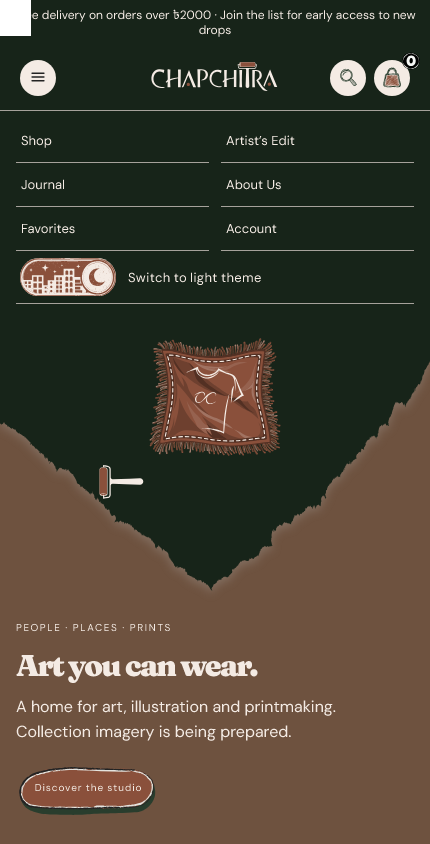 e delivery on orders over ৳2000 · Join the list for early access to new
drops
CHAPCHITRA
0
Shop
Artist's Edit
Journal
About Us
Favorites
Account
Switch to light theme
OC
PEOPLE · PLACES · PRINTS
Art you can wear.
A home for art, illustration and printmaking.
Collection imagery is being prepared.
Discover the studio